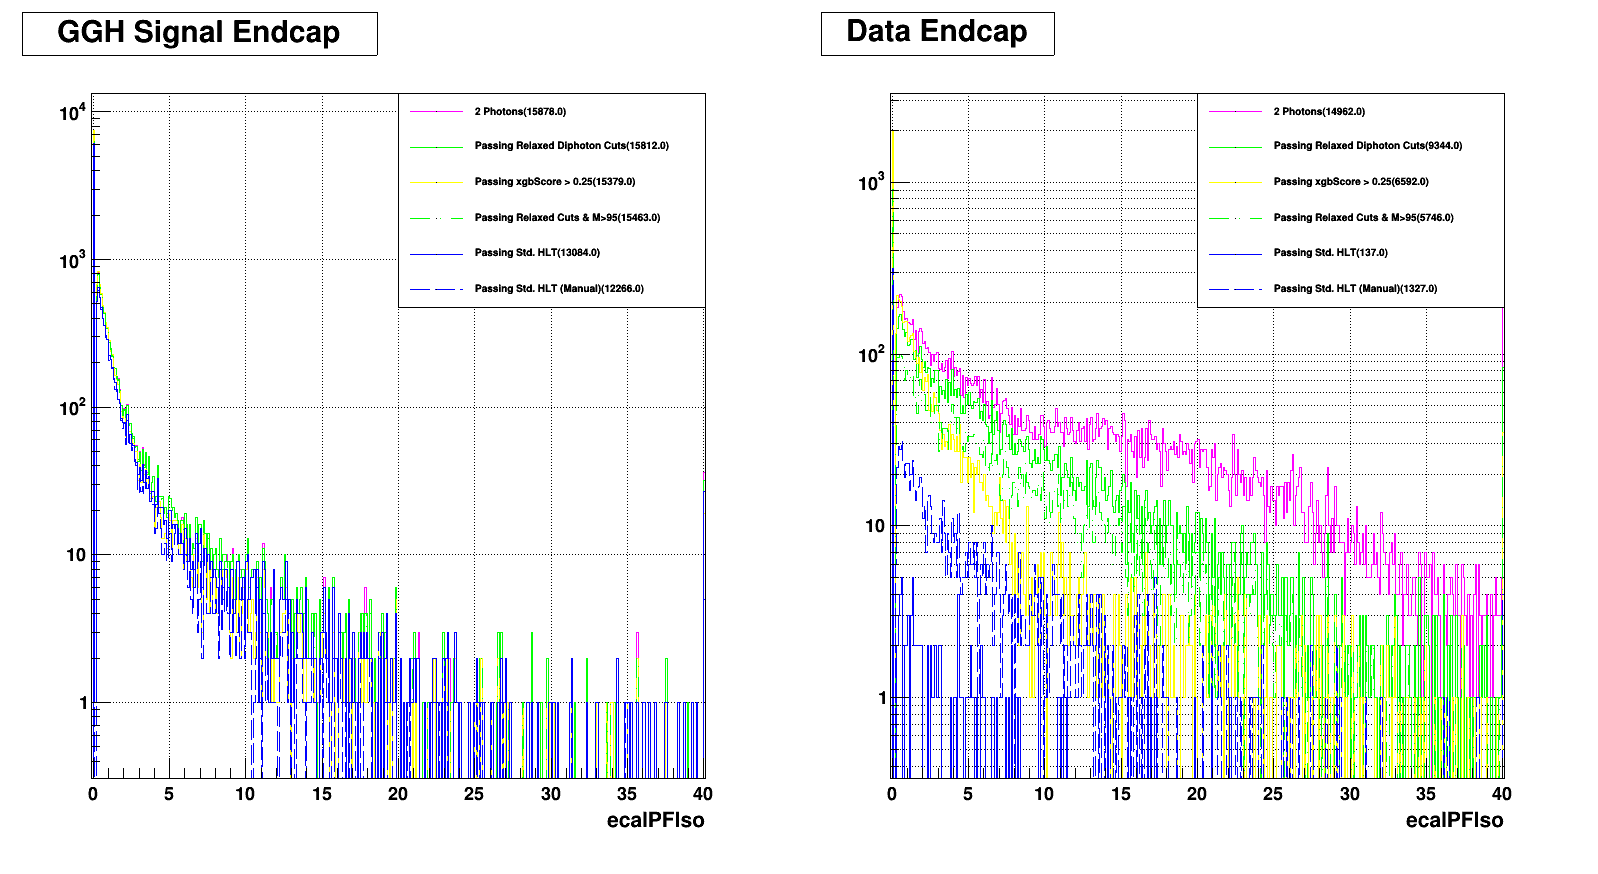 GGH Signal Endcap
2 Photons(15878.0)
Passing Relaxed Diphoton Cuts(15812.0)
Passing xgbScore > 0.25(15379.0)
Passing Relaxed Cuts & M>95(15463.0)
Passing Std. HLT(13084.0)
Passing Std. HLT (Manual)(12266.0)
10^4
10^3
10^2
10
1
0 5 10 15 20 25 30 35 40
ecalPFIso
Data Endcap
2 Photons(14962.0)
Passing Relaxed Diphoton Cuts(9344.0)
Passing xgbScore > 0.25(6592.0)
Passing Relaxed Cuts & M>95(5746.0)
Passing Std. HLT(137.0)
Passing Std. HLT (Manual)(1327.0)
10^3
10^2
10
1
0 5 10 15 20 25 30 35 40
ecalPFIso